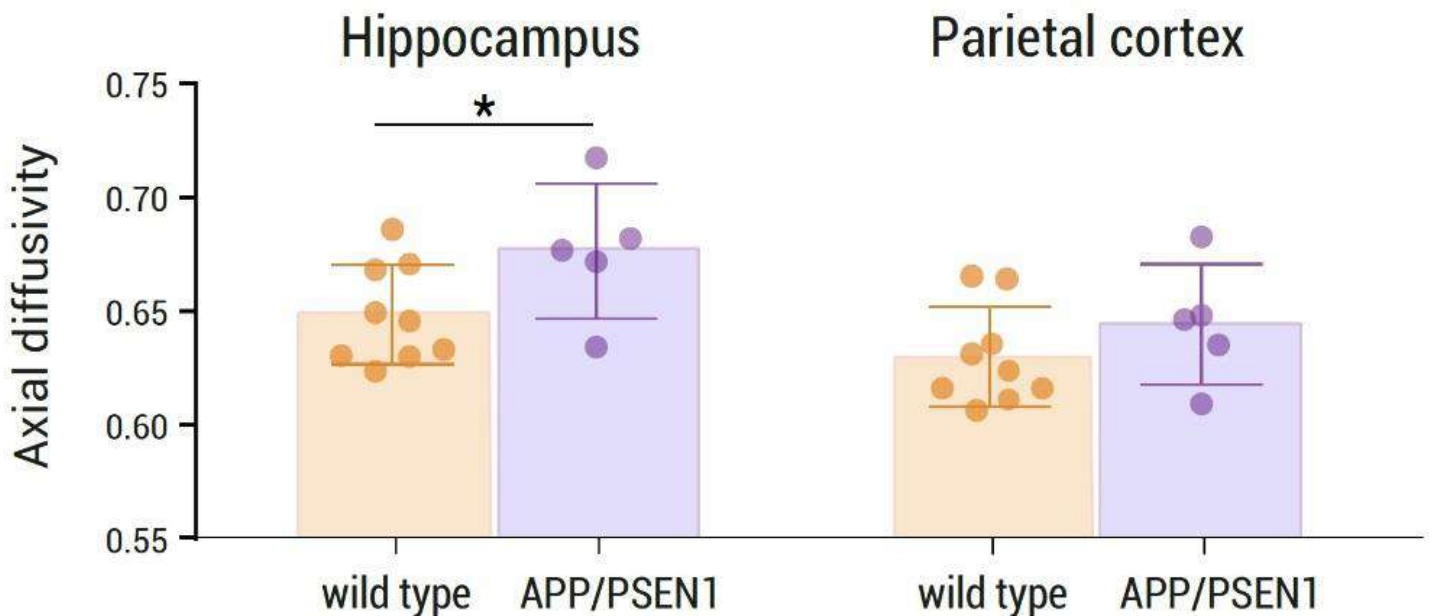 Hippocampus
Parietal cortex
Axial diffusivity
0.75
0.70
0.65
0.60
0.55
*
wild type
APP/PSEN1
wild type
APP/PSEN1